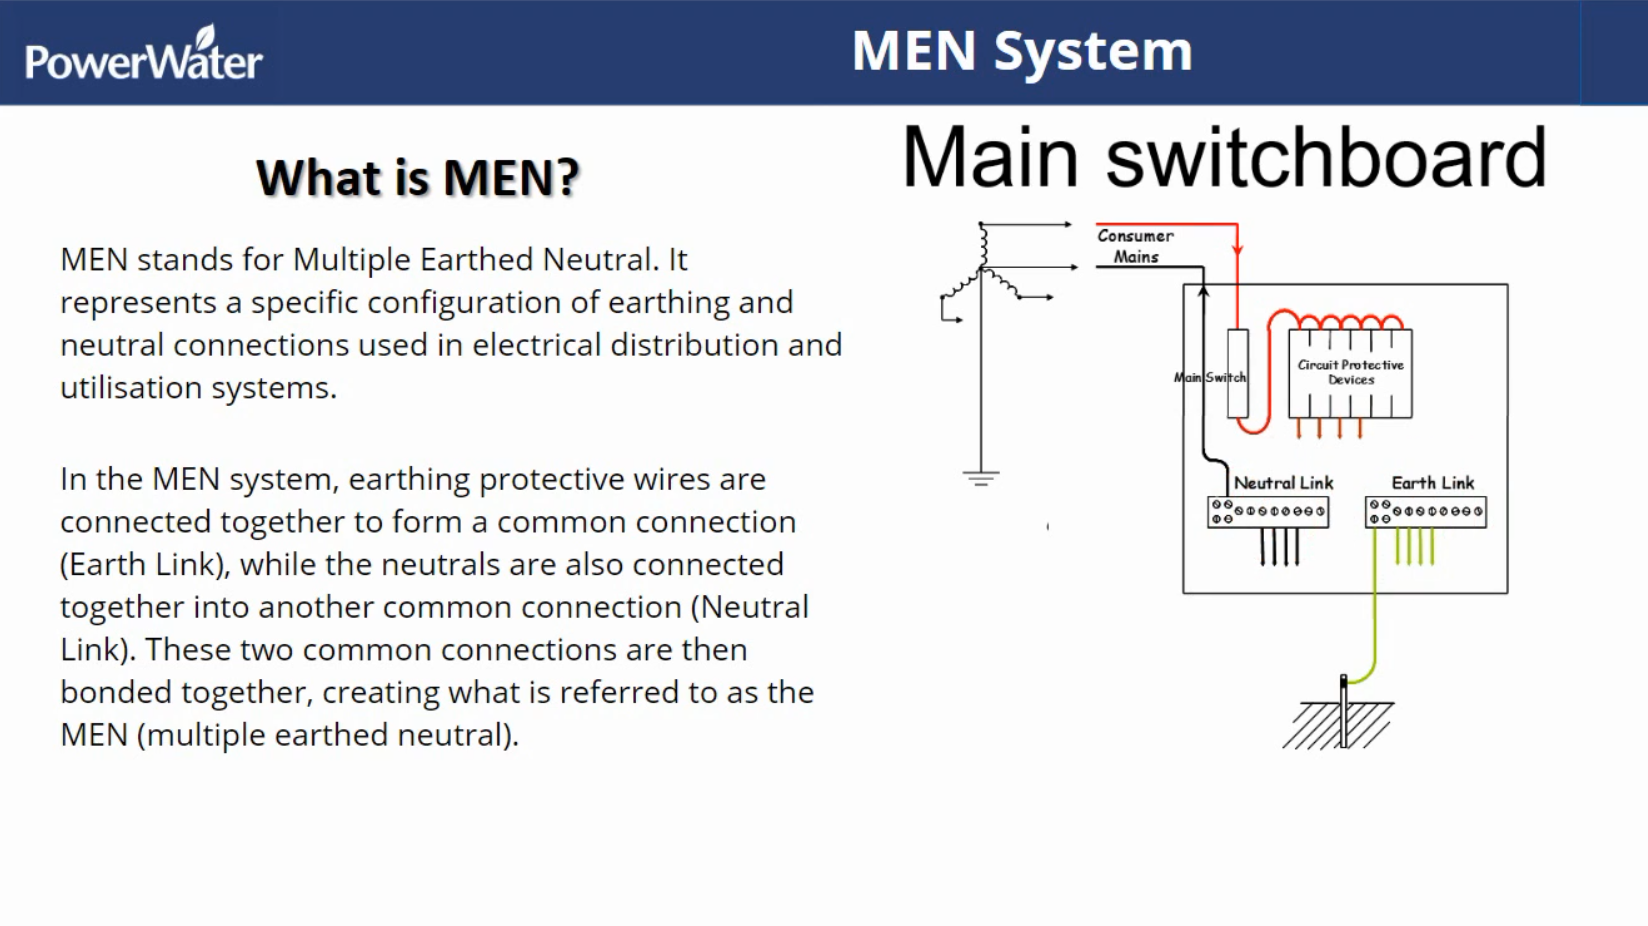 PowerWater
MEN System
What is MEN?
MEN stands for Multiple Earthed Neutral. It
represents a specific configuration of earthing and
neutral connections used in electrical distribution and
utilisation systems.
In the MEN system, earthing protective wires are
connected together to form a common connection
(Earth Link), while the neutrals are also connected
together into another common connection (Neutral
Link). These two common connections are then
bonded together, creating what is referred to as the
MEN (multiple earthed neutral).
Main switchboard
Consumer
Mains
Main Switch
Circuit Protective
Devices
Neutral Link
Earth Link